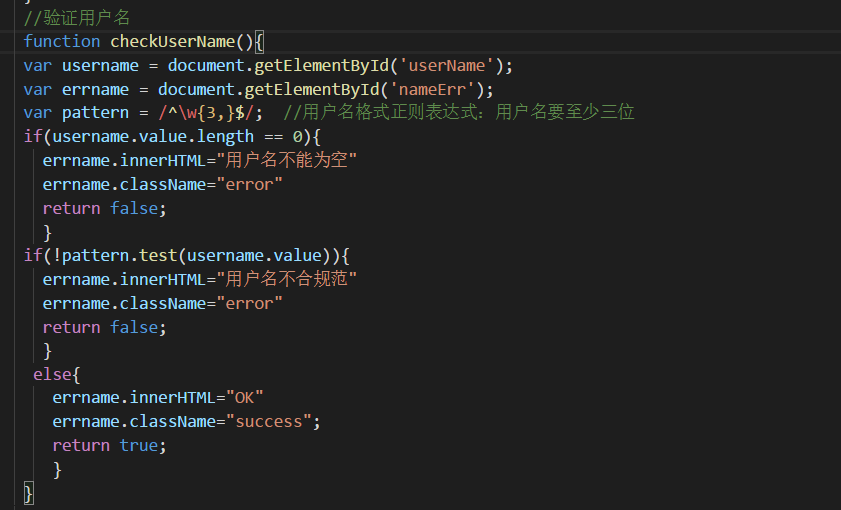 //验证用户名
function checkUserName(){
var username = document.getElementById('userName');
var errname = document.getElementById('nameErr');
var pattern = /^\w{3,}$/;  //用户名格式正则表达式：用户名要至少三位
if(username.value.length == 0){
  errname.innerHTML="用户名不能为空"
  errname.className="error"
  return false;
  }
if(!pattern.test(username.value)){
  errname.innerHTML="用户名不合规范"
  errname.className="error"
  return false;
  }
 else{
   errname.innerHTML="OK"
   errname.className="success";
   return true;
   }
}